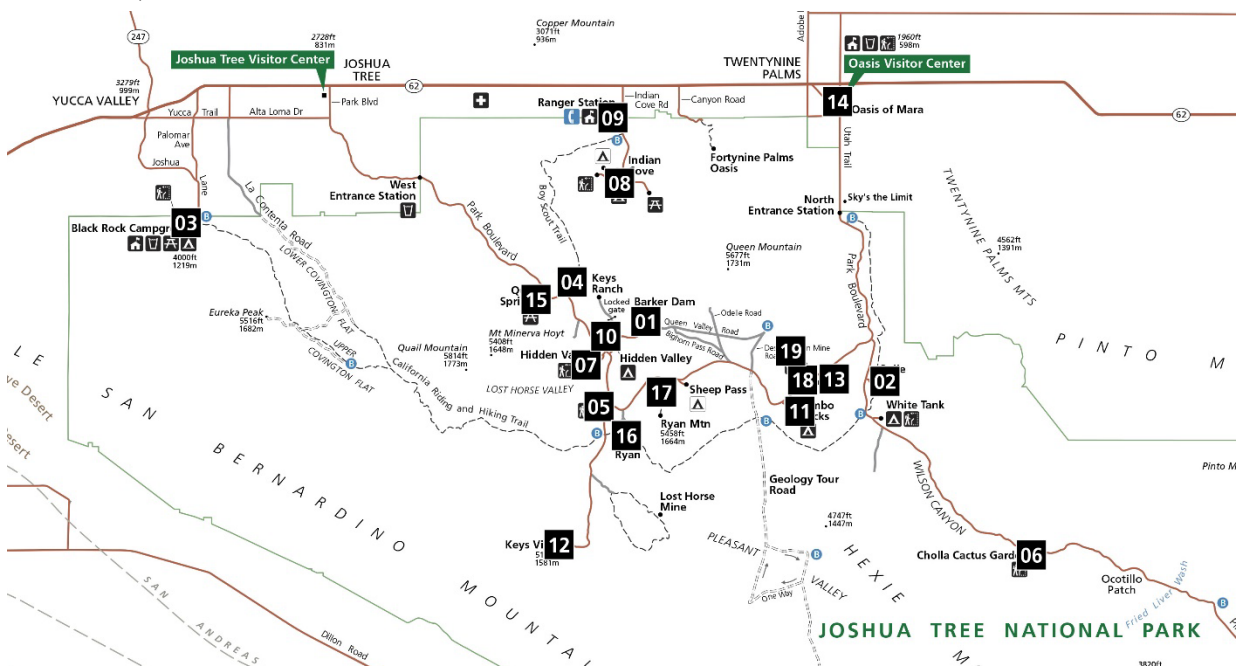 247
2728ft
831m
Joshua Tree Visitor Center
JOSHUA
TREE
Copper Mountain
3071ft
936m
Adobe
1960ft
598m
TWENTYNINE
PALMS
Oasis Visitor Center
3279ft
999m
YUCCA VALLEY
62
Park Blvd
Yucca
Trail
Alta Loma Dr
Palomar
Ave
Joshua
Lane
Ranger Station
09
Indian
Cove Rd
Canyon Road
14
Oasis of Mara
62
Utah Trail
B
Indian
08
Fortynine Palms
Oasis
West
Entrance Station
La Contenta Road
Boy Scout Trail
Sky's the Limit
North
Entrance Station
B
TWENTYNINE PALMS MTS
03
B
Black Rock
4000ft
1219m
Park Boulevard
LOWER COVINGTON FLAT
Queen Mountain
5677ft
1731m
4562ft
1391m
Park Boulevard
04
Keys
Ranch
Locked
gate
15
Eureka Peak
5516ft
1682m
UPPER
COVINGTON FLAT
B
Mt Minerva Hoyt
5408ft
1648m
Quail Mountain
5814ft
1773m
10
01
Barker Dam
Queen Valley Road
Bighorn Pass Road
Odele Road
B
PINTO M
Hidden
07
Hidden Valley
19
18
13
02
LOST HORSE VALLEY
California Riding and Hiking Trail
05
17
Sheep Pass
11
White Tank
B
B
B
16
Ryan
Ryan Mtn
5458ft
1664m
LE SAN BERNARDINO MOUNTA
ve Desert
Desert
Pinto M
Geology Tour
Road
Lost Horse
Mine
WILSON CANYON
4747ft
1447m
Keys
12
1581m
PLEASANT
VALLEY
B
One Way
HEXIE
M
Cholla Cactus
06
Ocotillo
Patch
Fried Liver Wash
B
SAN ANDREAS
Dillon Road
JOSHUA TREE NATIONAL PARK
3820ft